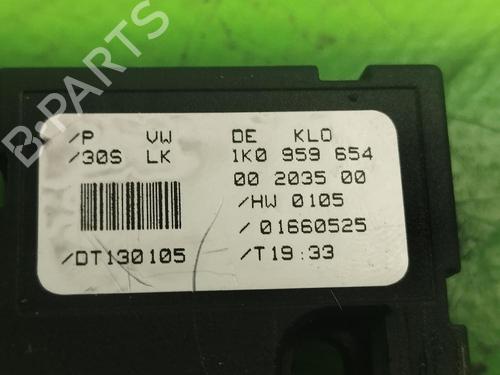 /P VW DE KLO
/30S LK 1K0 959 654
00 2035 00
/HW 0105
/ 01660525
/DT130105 /T19:33
B-PARTS